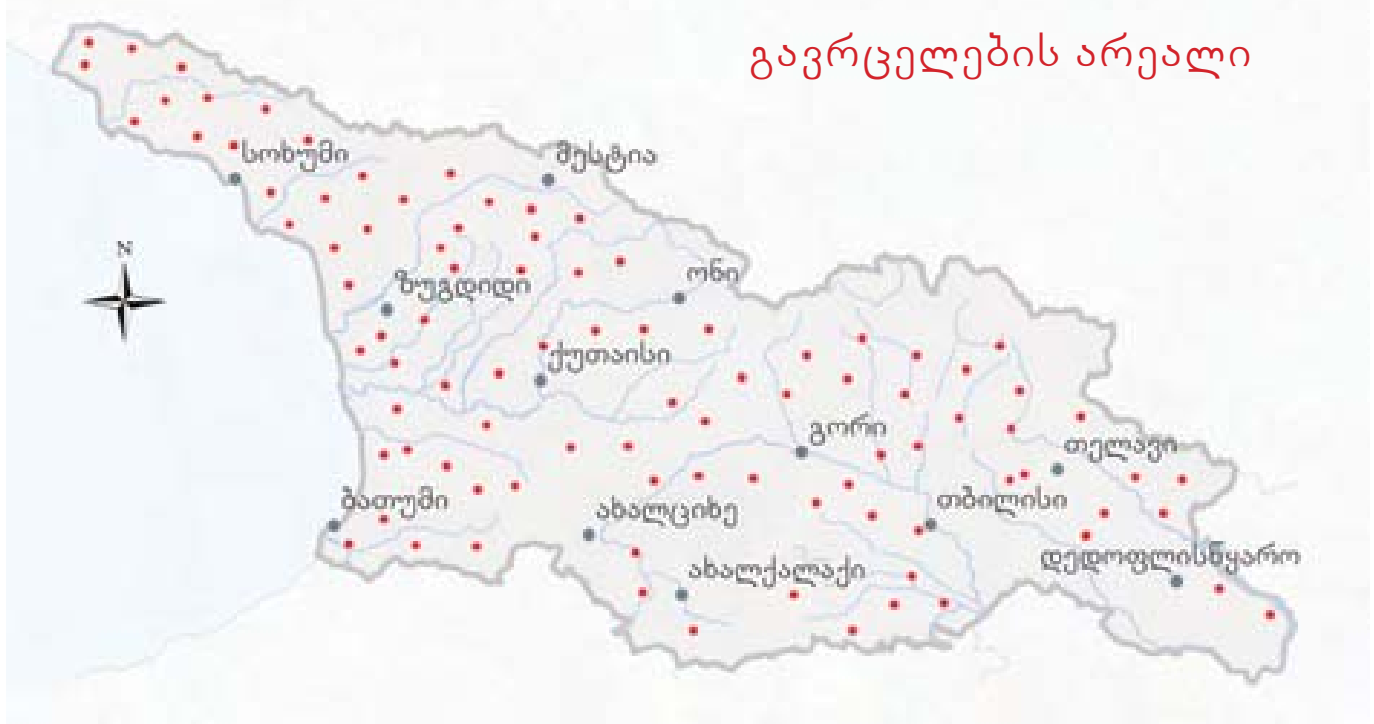 გავრცელების არეალი
სოხუმი
მესტია
N
ონი
ზუგდიდი
ქუთაისი
გორი
თელავი
ბათუმი
ახალციხე
თბილისი
დედოფლისწყარო
ახალქალაქი